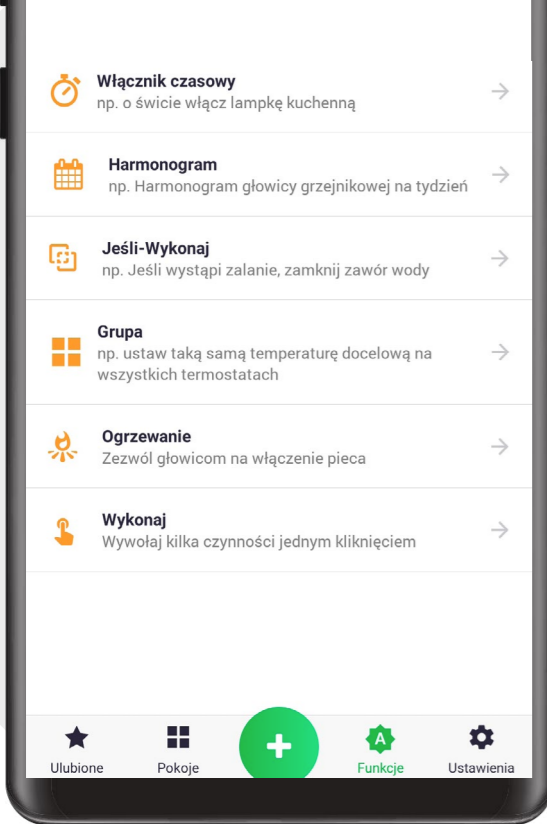 Włącznik czasowy
np. o świcie włącz lampkę kuchenną
Harmonogram
np. Harmonogram głowicy grzejnikowej na tydzień
Jeśli-Wykonaj
np. Jeśli wystąpi zalanie, zamknij zawór wody
Grupa
np. ustaw taką samą temperaturę docelową na
wszystkich termostatach
Ogrzewanie
Zezwól głowicom na włączenie pieca
Wykonaj
Wywołaj kilka czynności jednym kliknięciem
A
Ulubione Pokoje Funkcje Ustawienia